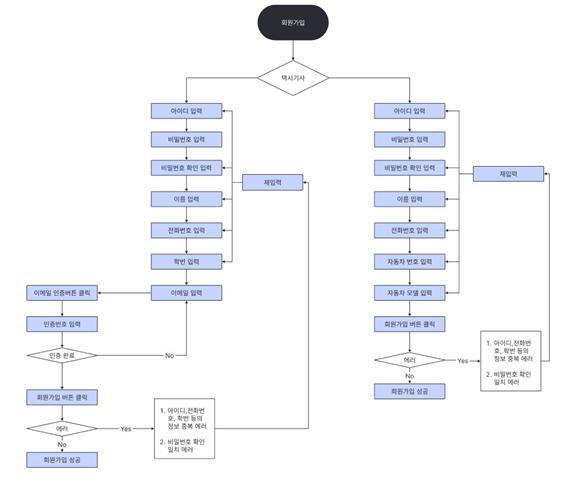 회원가입
택시기사
아이디 입력
비밀번호 입력
비밀번호 확인 입력
재입력
이름 입력
전화번호 입력
학번 입력
이메일 입력
이메일 인증버튼 클릭
인증번호 입력
인증 완료
No
회원가입 버튼 클릭
에러
Yes
1. 아이디,전화번
호, 학번 등의
정보 중복 에러
2. 비밀번호 확인
일치 에러
No
회원가입 성공
아이디 입력
비밀번호 입력
비밀번호 확인 입력
재입력
이름 입력
전화번호 입력
자동차 번호 입력
자동차 모델 입력
회원가입 버튼 클릭
에러
Yes
1. 아이디,전화번
호, 학번 등의
정보 중복 에러
2. 비밀번호 확인
일치 에러
No
회원가입 성공